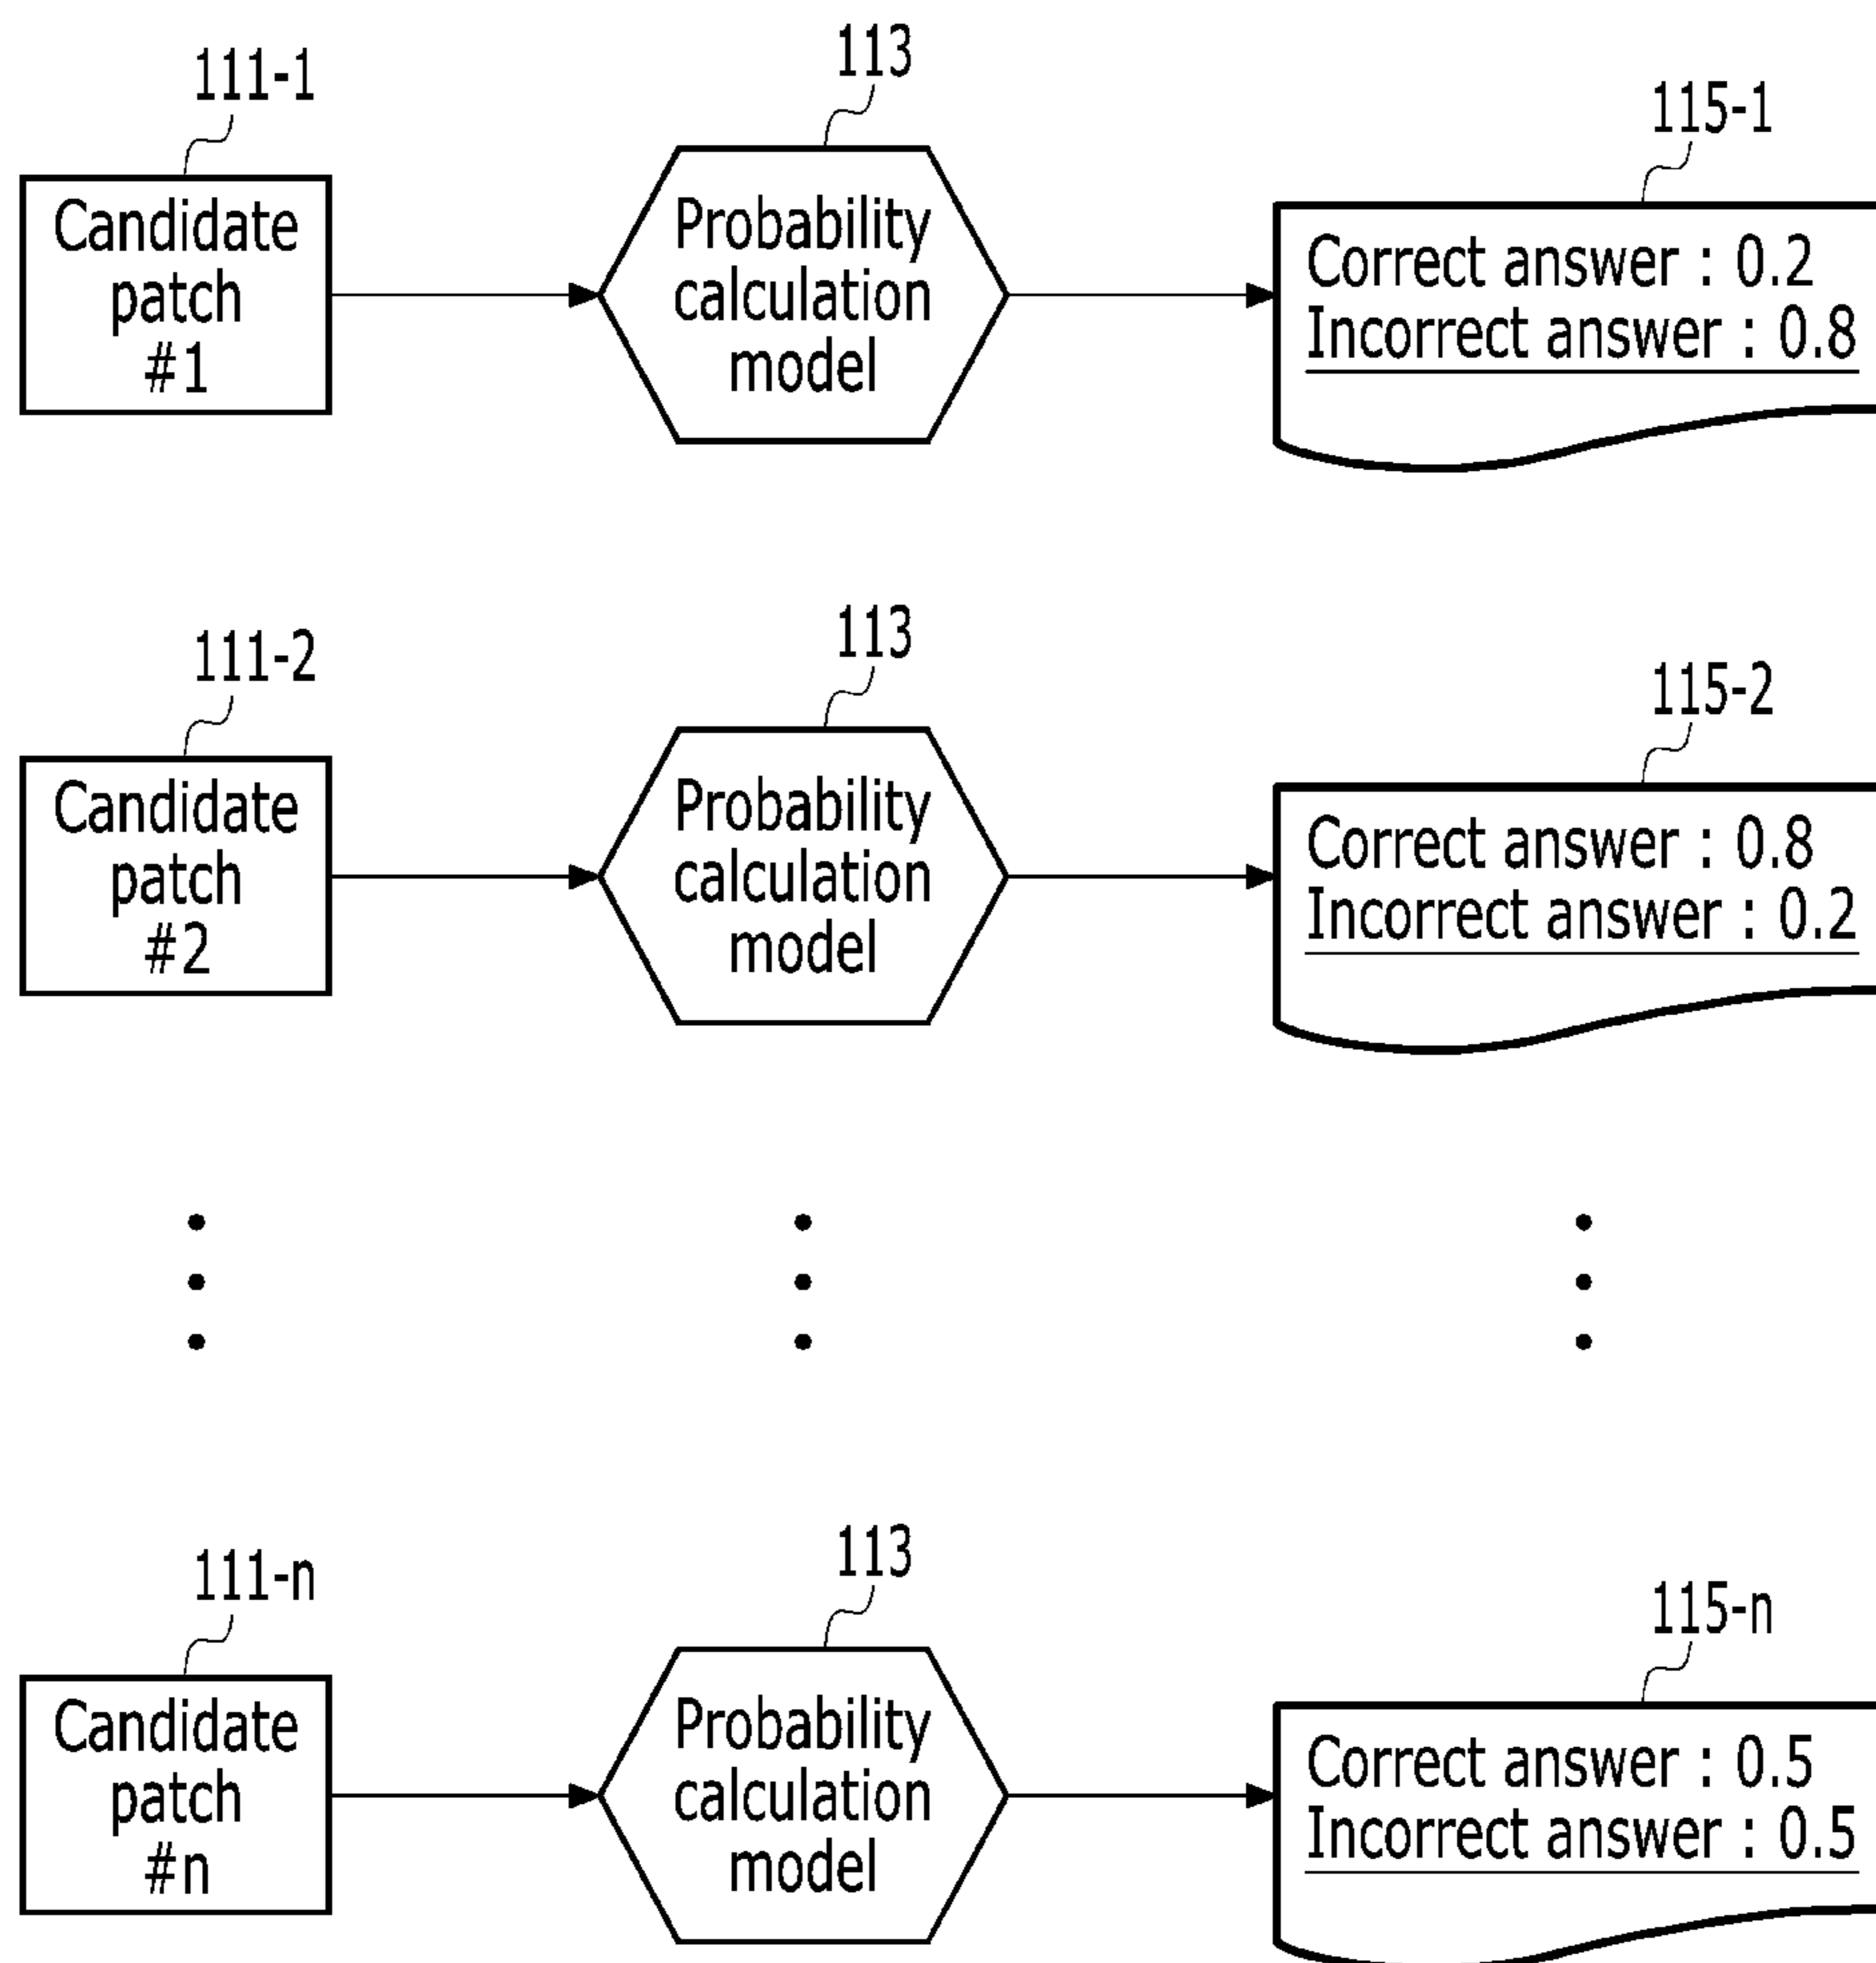 111-1
113
115-1
Candidate
patch
#1
Probability
calculation
model
Correct answer : 0.2
Incorrect answer : 0.8
111-2
113
115-2
Candidate
patch
#2
Probability
calculation
model
Correct answer : 0.8
Incorrect answer : 0.2
111-n
113
115-n
Candidate
patch
#n
Probability
calculation
model
Correct answer : 0.5
Incorrect answer : 0.5